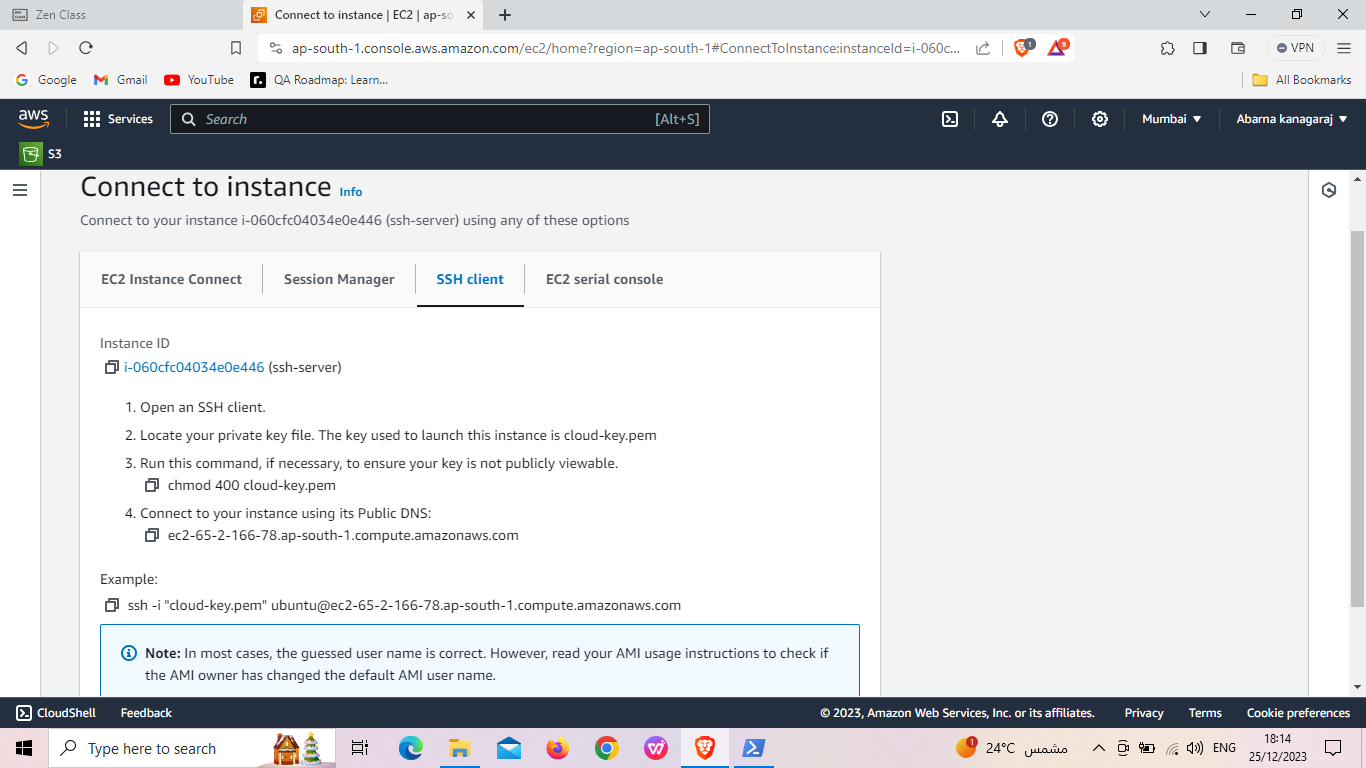 Zen Class
Connect to instance | EC2 | ap-so
ap-south-1.console.aws.amazon.com/ec2/home?region=ap-south-1#ConnectToInstance:instanceId=i-060c...
1
9
VPN
Google
Gmail
YouTube
QA Roadmap: Learn...
All Bookmarks
aws
Services
Search
[Alt+S]
Mumbai
Abarna kanagaraj
S3
Connect to instance Info
Connect to your instance i-060cfc04034e0e446 (ssh-server) using any of these options
EC2 Instance Connect
Session Manager
SSH client
EC2 serial console
Instance ID
i-060cfc04034e0e446 (ssh-server)
1. Open an SSH client.
2. Locate your private key file. The key used to launch this instance is cloud-key.pem
3. Run this command, if necessary, to ensure your key is not publicly viewable.
chmod 400 cloud-key.pem
4. Connect to your instance using its Public DNS:
ec2-65-2-166-78.ap-south-1.compute.amazonaws.com
Example:
ssh -i "cloud-key.pem" ubuntu@ec2-65-2-166-78.ap-south-1.compute.amazonaws.com
Note: In most cases, the guessed user name is correct. However, read your AMI usage instructions to check if
the AMI owner has changed the default AMI user name.
CloudShell
Feedback
© 2023, Amazon Web Services, Inc. or its affiliates.
Privacy
Terms
Cookie preferences
Type here to search
1
24°C مشمس
ENG
18:14
25/12/2023